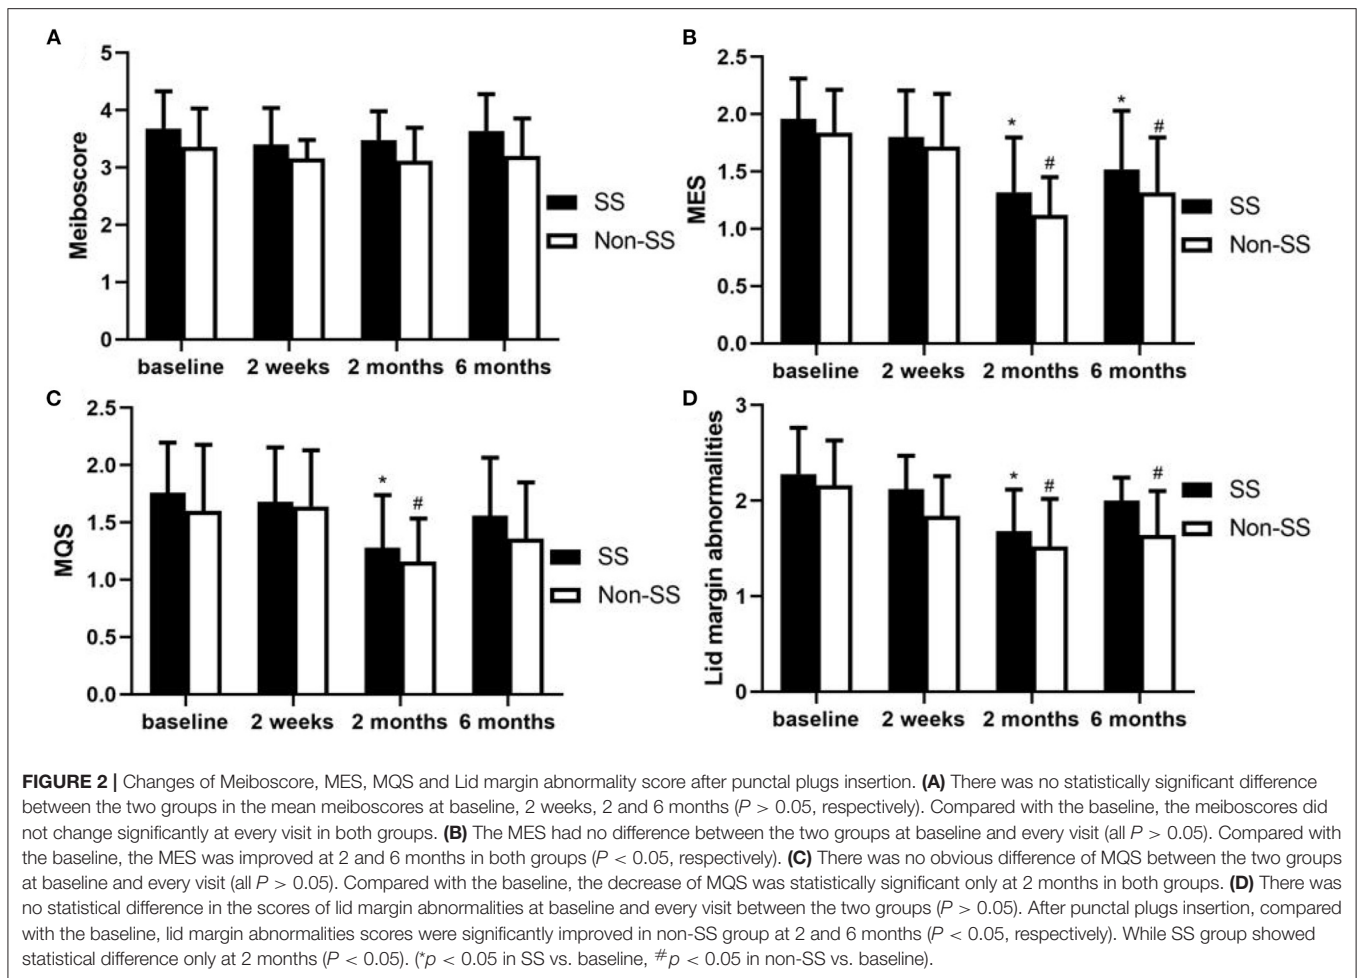 A
5
4
3
2
1
0
Meiboscore
baseline 2 weeks 2 months 6 months
SS
Non-SS
B
2.5
2.0
1.5
1.0
0.5
0.0
MES
* # * #
baseline 2 weeks 2 months 6 months
SS
Non-SS
C
2.5
2.0
1.5
1.0
0.5
0.0
MQS
* #
baseline 2 weeks 2 months 6 months
SS
Non-SS
D
3
2
1
0
Lid margin abnormalities
* # #
baseline 2 weeks 2 months 6 months
SS
Non-SS
FIGURE 2 | Changes of Meiboscore, MES, MQS and Lid margin abnormality score after punctal plugs insertion. (A) There was no statistically significant difference
between the two groups in the mean meiboscores at baseline, 2 weeks, 2 and 6 months (P > 0.05, respectively). Compared with the baseline, the meiboscores did
not change significantly at every visit in both groups. (B) The MES had no difference between the two groups at baseline and every visit (all P > 0.05). Compared with
the baseline, the MES was improved at 2 and 6 months in both groups (P < 0.05, respectively). (C) There was no obvious difference of MQS between the two groups
at baseline and every visit (all P > 0.05). Compared with the baseline, the decrease of MQS was statistically significant only at 2 months in both groups. (D) There was
no statistical difference in the scores of lid margin abnormalities at baseline and every visit between the two groups (P > 0.05). After punctal plugs insertion, compared
with the baseline, lid margin abnormalities scores were significantly improved in non-SS group at 2 and 6 months (P < 0.05, respectively). While SS group showed
statistical difference only at 2 months (P < 0.05). (*p < 0.05 in SS vs. baseline, #p < 0.05 in non-SS vs. baseline).